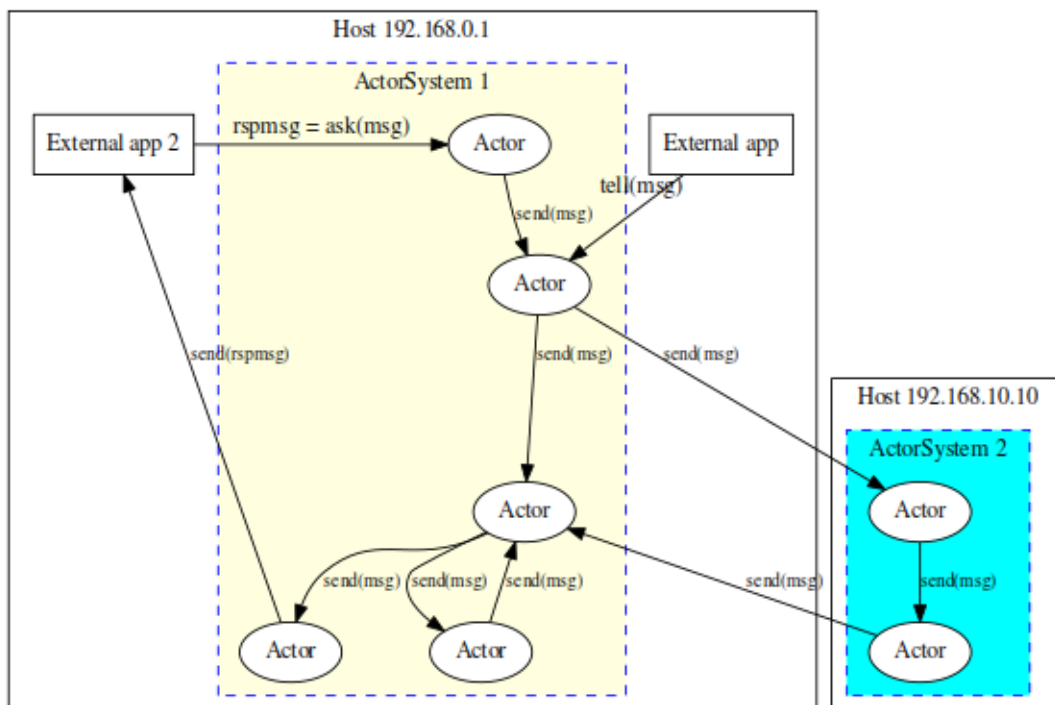 Host 192.168.0.1
ActorSystem 1
External app 2
rspmsg = ask(msg)
Actor
External app
tell(msg)
send(msg)
Actor
send(rspmsg)
send(msg)
send(msg)
Host 192.168.10.10
ActorSystem 2
Actor
Actor
send(msg)
send(msg)
send(msg)
send(msg)
send(msg)
Actor
Actor
Actor